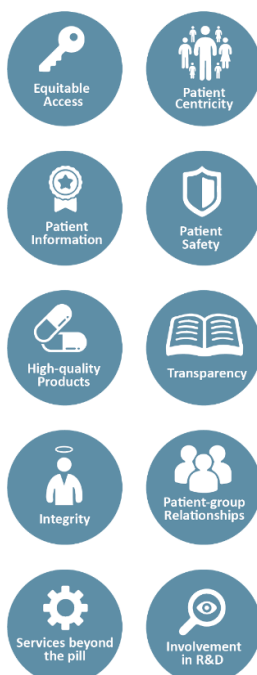 Equitable
Access
Patient
Centricity
Patient
Information
Patient
Safety
High-quality
Products
Transparency
Integrity
Patient-group
Relationships
Services beyond
the pill
Involvement
in R&D